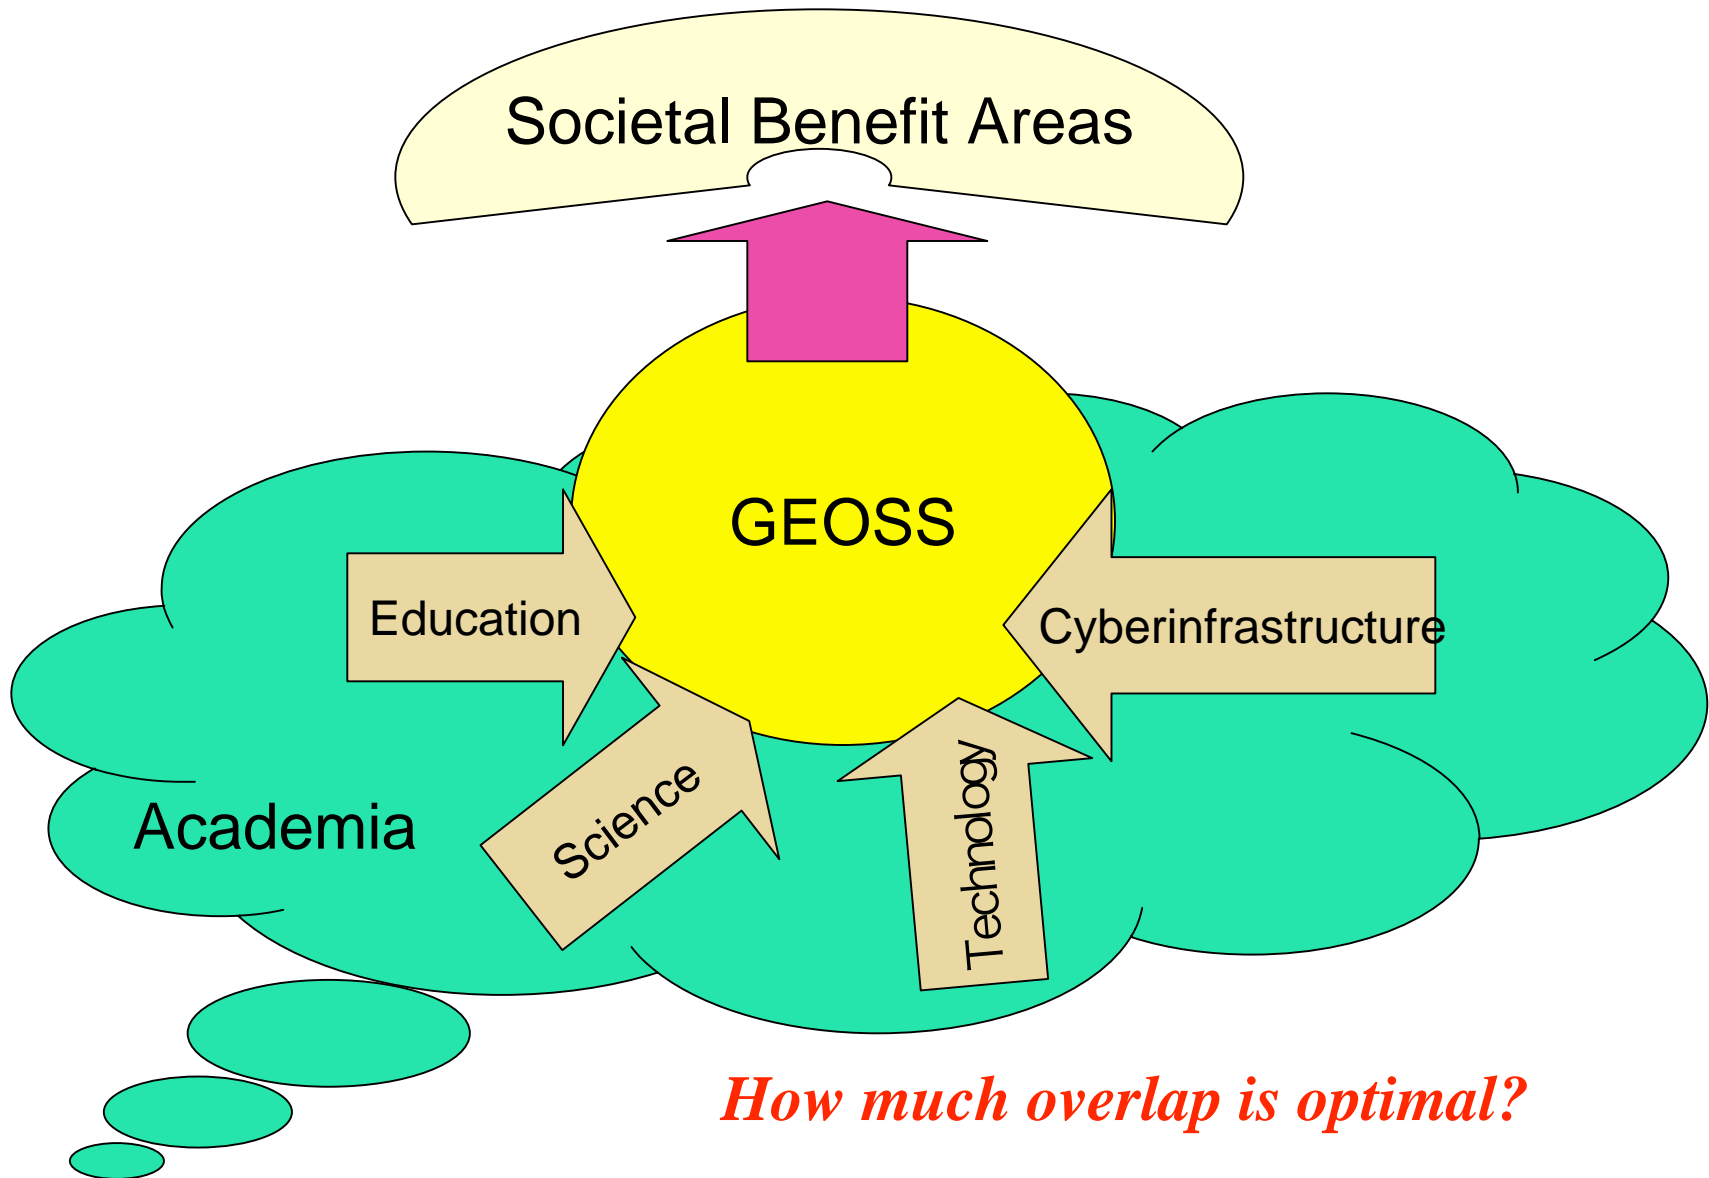 Societal Benefit Areas
GEOSS
Education
Cyberinfrastructure
Science
Technology
Academia
How much overlap is optimal?